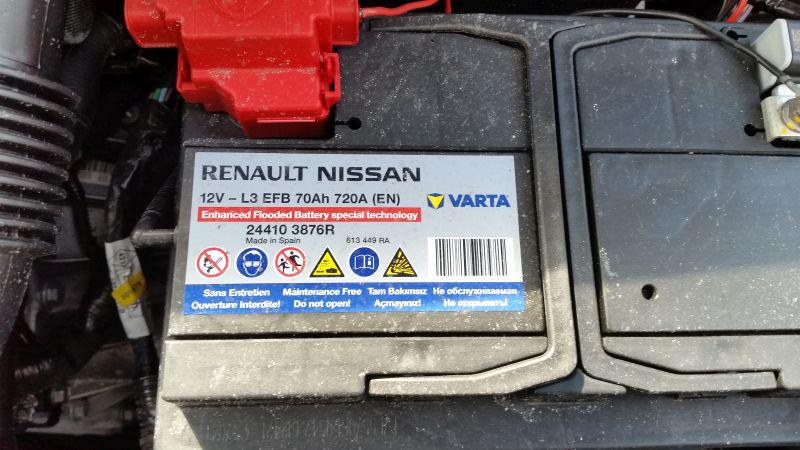 RENAULT NISSAN
12V – L3 EFB 70Ah 720A (EN)
VARTA
Enhanced Flooded Battery special technology
24410 3876R
Made in Spain 613 449 RA
Sans Entretien Maintenance Free Tam Bakımsız Не обслуживаемая
Ouverture Interdite! Do not open! Açmayınız! Не открывать!